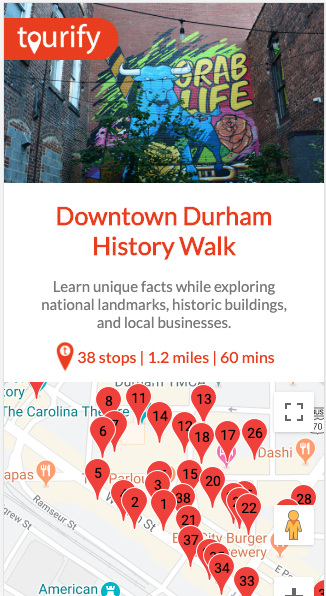 tourify
GRAB
LIFE
Downtown Durham
History Walk
Learn unique facts while exploring
national landmarks, historic buildings,
and local businesses.
t 38 stops | 1.2 miles | 60 mins
Durham YMCA
tory
The Carolina Theatre
8 11 13
14
6 7 12
18 17 26
Dashi
5
apas
The Parlour
3 15 20
2 1 38
28
22
21
Ramseur St
City Burger
ewery
37
34
33
American